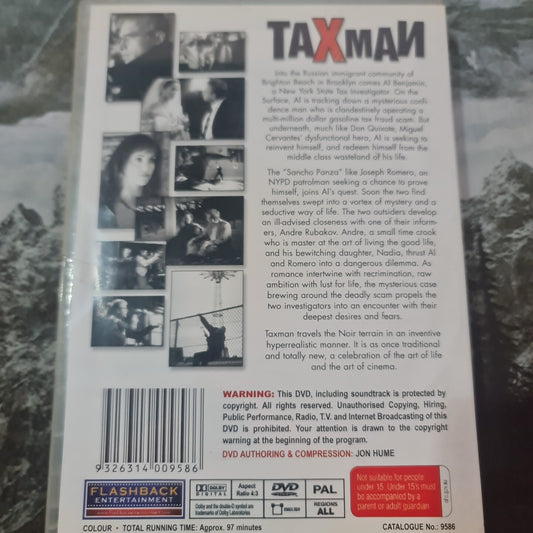 TAXMAИ
Into the Russian immigrant community of
Brighton Beach in Brooklyn comes Al Benjamin,
a New York State Tax Investigator. On the
Surface, Al is tracking down a mysterious confi-
dence man who is clandestinely operating a
multi-million dollar gasoline tax fraud scam. But
underneath, much like Don Quixote, Miguel
Cervantes' dysfunctional hero, Al is seeking to
reinvent himself, and redeem himself from the
middle class wasteland of his life.
The "Sancho Panza" like Joseph Romero, an
NYPD patrolman seeking a chance to prove
himself, joins Al's quest. Soon the two find
themselves swept into a vortex of mystery and a
seductive way of life. The two outsiders develop
an ill-advised closeness with one of their inform-
ers, Andre Rubakov. Andre, a small time crook
who is master at the art of living the good life,
and his bewitching daughter, Nadia, thrust Al
and Romero into a dangerous dilemma. As
romance intertwine with recrimination, raw
ambition with lust for life, the mysterious case
brewing around the deadly scam propels the
two investigators into an encounter with their
deepest desires and fears.
Taxman travels the Noir terrain in an inventive
hyperrealistic manner. It is as once traditional
and totally new, a celebration of the art of life
and the art of cinema.
WARNING: This DVD, including soundtrack is protected by
copyright. All rights reserved. Unauthorised Copying, Hiring,
Public Performance, Radio, T.V. and Internet Broadcasting of this
DVD is prohibited. Your attention is drawn to the copyright
warning at the beginning of the program.
DVD AUTHORING & COMPRESSION: JON HUME
9 326314 009586
FLASHBACK
ENTERTAINMENT
DOLBY
DIGITAL
Aspect
Ratio 4:3
DVD
PAL
Dolby and the double-D symbol are
trademarks of Dolby Laboratories
REGIONS
ALL
Not suitable for people
under 15. Under 15's must
be accompanied by a
parent or adult guardian
COLOUR • TOTAL RUNNING TIME: Approx. 97 minutes
CATALOGUE No.: 9586